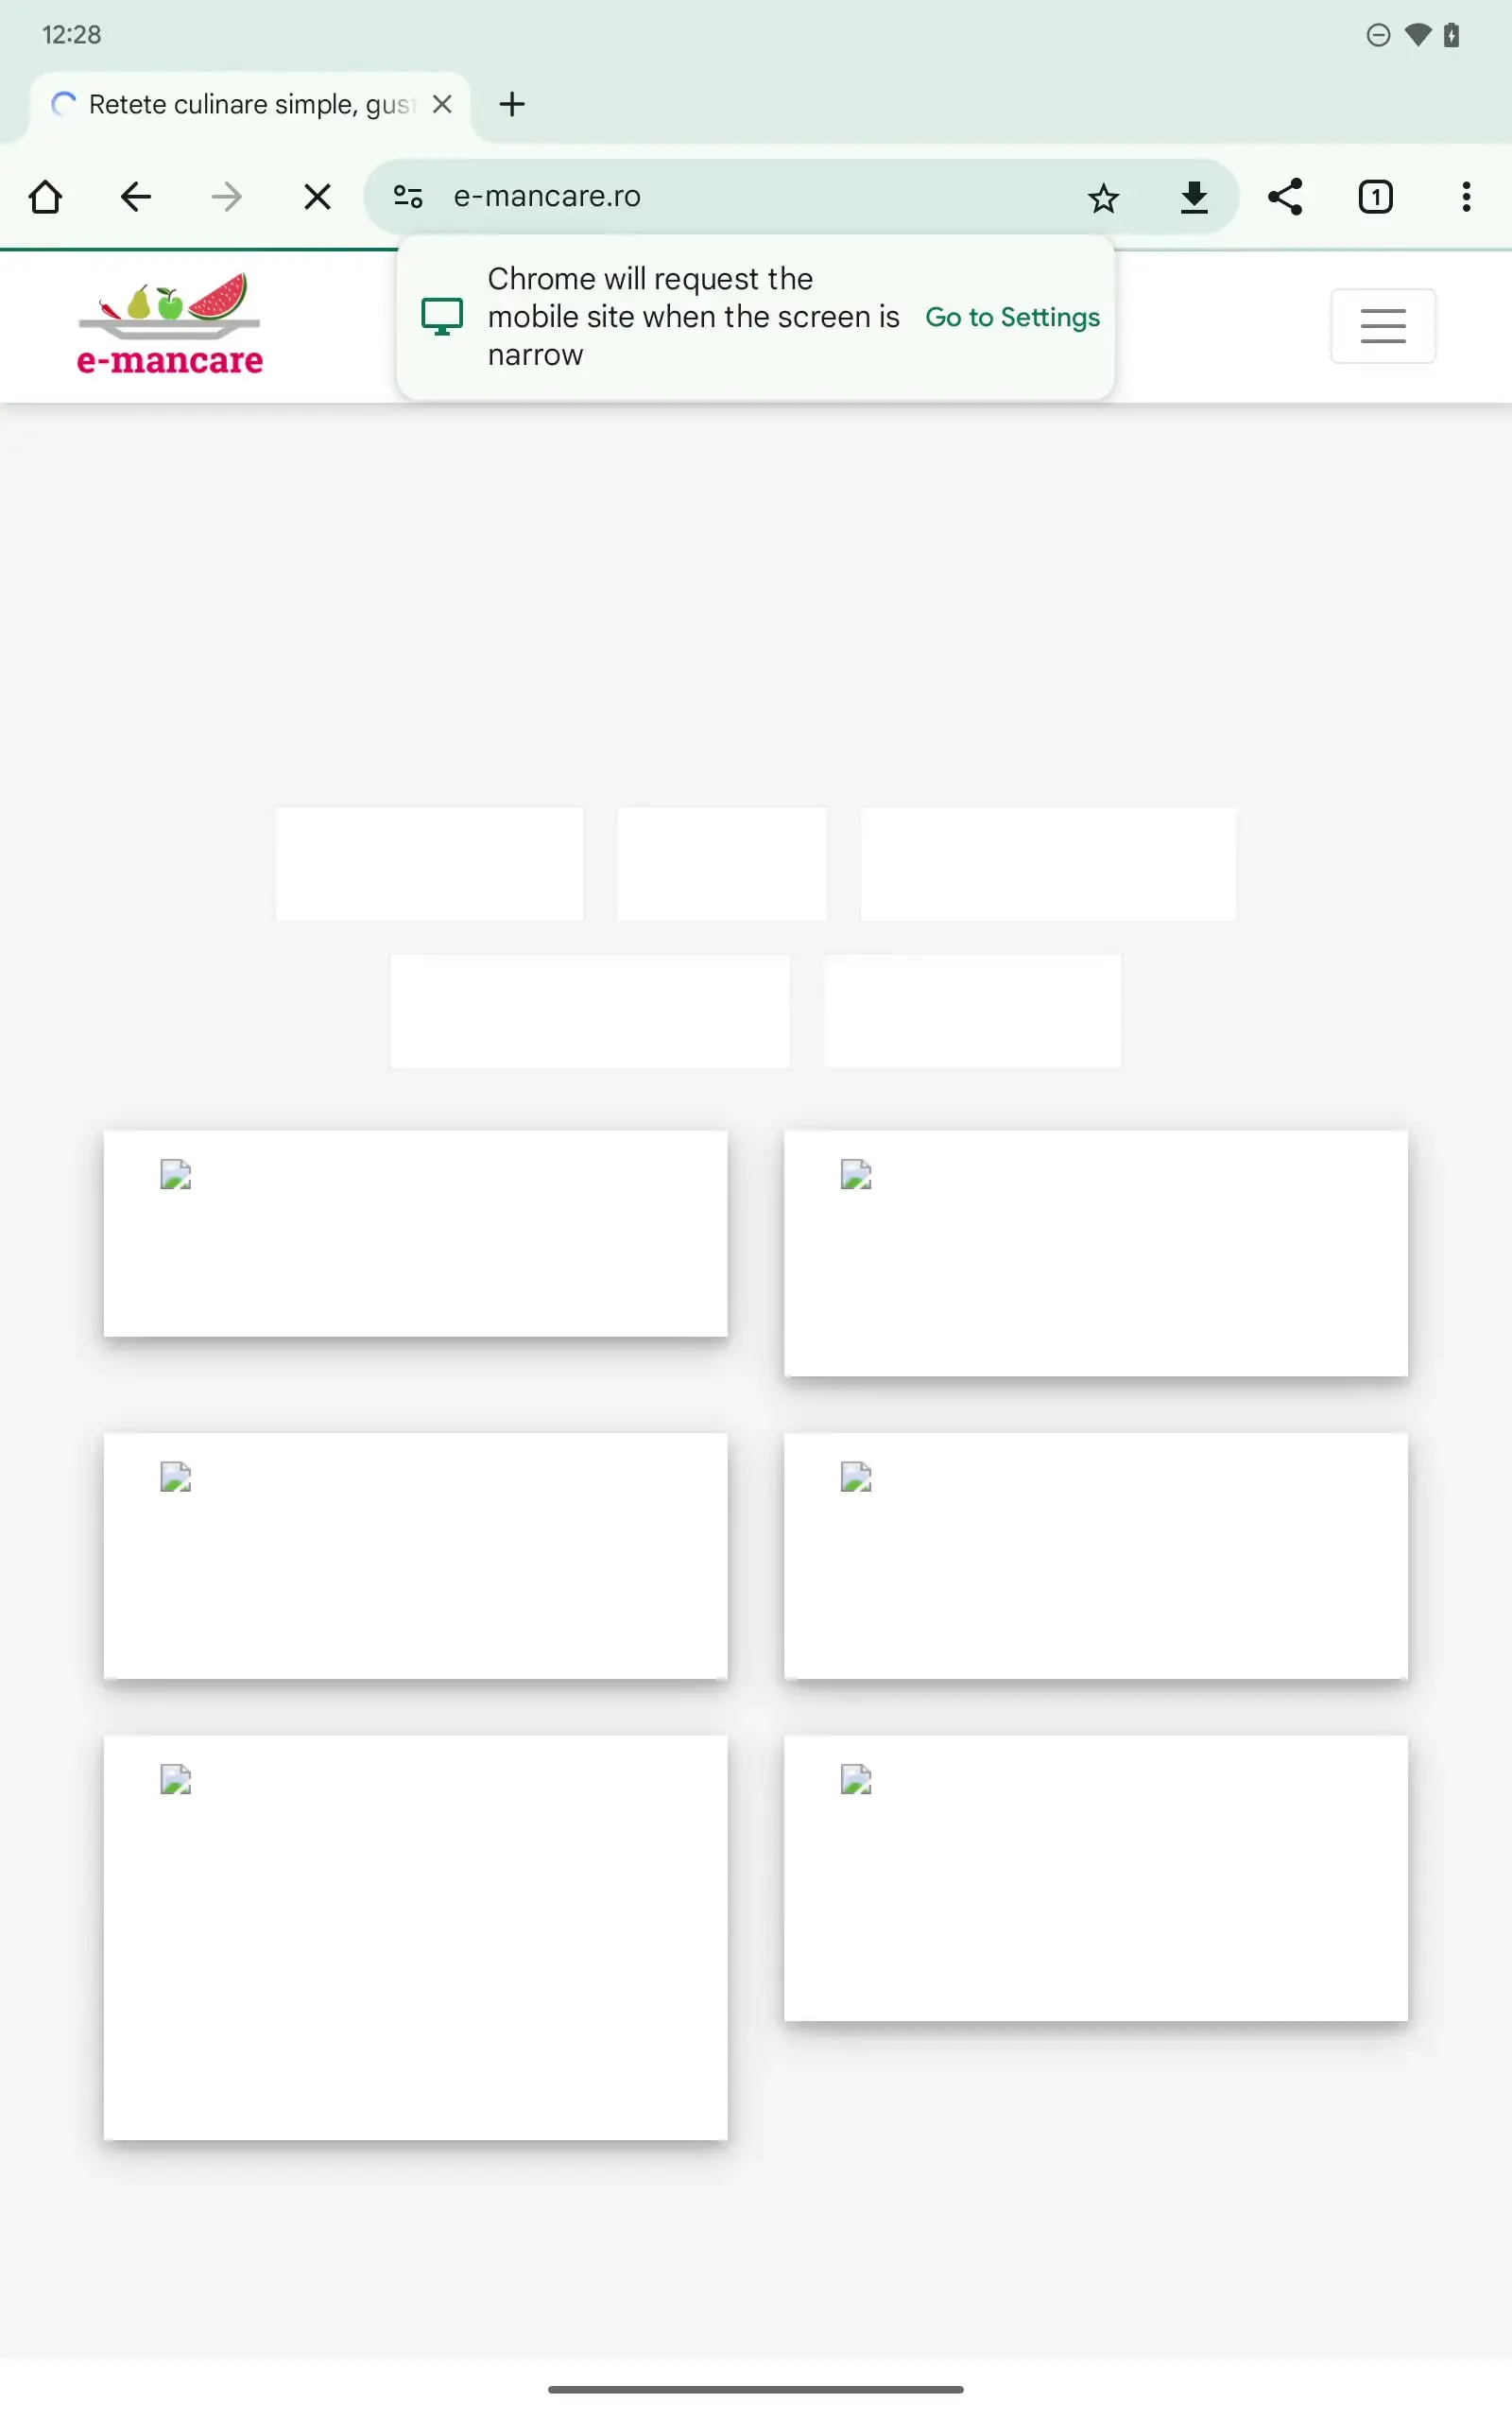 12:28
Retete culinare simple, gust
e-mancare.ro
1
Chrome will request the
mobile site when the screen is
narrow
Go to Settings
e-mancare